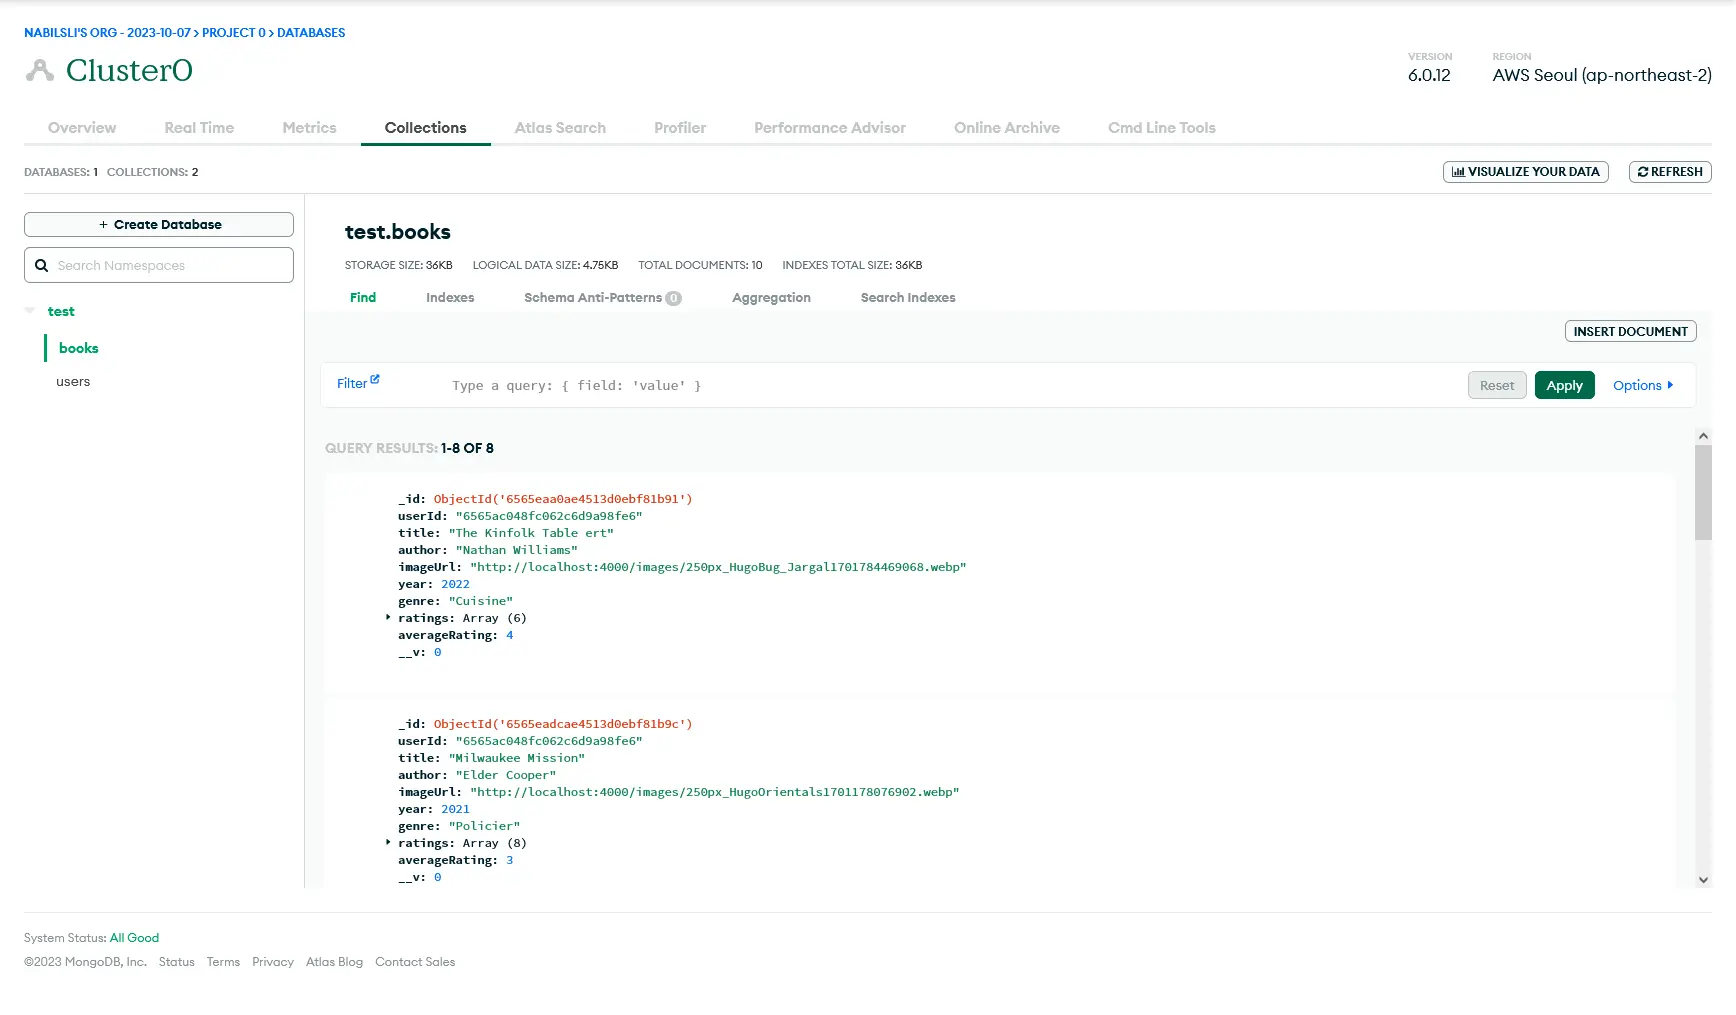 NABILSLI'S ORG - 2023-10-07 > PROJECT 0 > DATABASES
Cluster0
VERSION
6.0.12
REGION
AWS Seoul (ap-northeast-2)
Overview Real Time Metrics Collections Atlas Search Profiler Performance Advisor Online Archive Cmd Line Tools
DATABASES: 1 COLLECTIONS: 2
VISUALIZE YOUR DATA
REFRESH
+ Create Database
Search Namespaces
test
books
users
test.books
STORAGE SIZE: 36KB LOGICAL DATA SIZE: 4.75KB TOTAL DOCUMENTS: 10 INDEXES TOTAL SIZE: 36KB
Find Indexes Schema Anti-Patterns 0 Aggregation Search Indexes
INSERT DOCUMENT
Filter Type a query: { field: 'value' } Reset Apply Options
QUERY RESULTS: 1-8 OF 8
_id: ObjectId('6565eaa0ae4513d0ebf81b91')
userId: "6565ac048fc062c6d9a98fe6"
title: "The Kinfolk Table ert"
author: "Nathan Williams"
imageUrl: "http://localhost:4000/images/250px_HugoBug_Jargal1701784469068.webp"
year: 2022
genre: "Cuisine"
ratings: Array (6)
averageRating: 4
__v: 0
_id: ObjectId('6565eadcae4513d0ebf81b9c')
userId: "6565ac048fc062c6d9a98fe6"
title: "Milwaukee Mission"
author: "Elder Cooper"
imageUrl: "http://localhost:4000/images/250px_HugoOrientals1701178076902.webp"
year: 2021
genre: "Policier"
ratings: Array (8)
averageRating: 3
__v: 0
System Status: All Good
©2023 MongoDB, Inc. Status Terms Privacy Atlas Blog Contact Sales